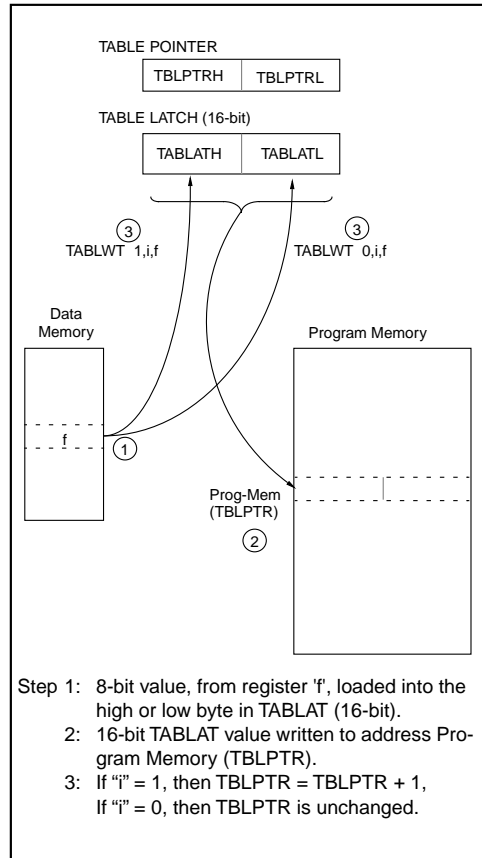 TABLE POINTER
TBLPTRH TBLPTRL
TABLE LATCH (16-bit)
TABLATH TABLATL
3 3
TABLWT 1,i,f TABLWT 0,i,f
Data
Memory
Program Memory
f
1
Prog-Mem
(TBLPTR)
2
Step 1: 8-bit value, from register 'f', loaded into the
high or low byte in TABLAT (16-bit).
2: 16-bit TABLAT value written to address Pro-
gram Memory (TBLPTR).
3: If “i” = 1, then TBLPTR = TBLPTR + 1,
If “i” = 0, then TBLPTR is unchanged.